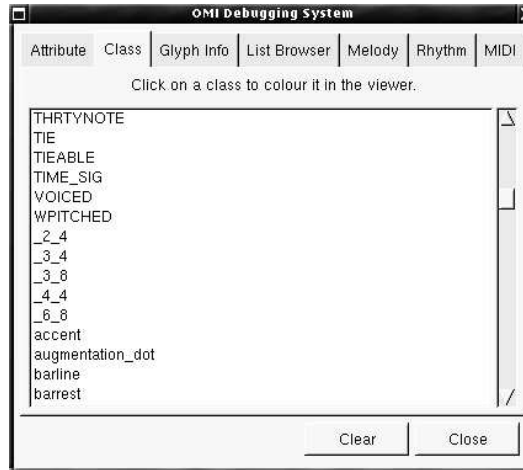 OMI Debugging System
Attribute Class Glyph Info List Browser Melody Rhythm MIDI
Click on a class to colour it in the viewer.
THRTYNOTE
TIE
TIEABLE
TIME_SIG
VOICED
WPITCHED
_2_4
_3_4
_3_8
_4_4
_6_8
accent
augmentation_dot
barline
barrest
Clear Close